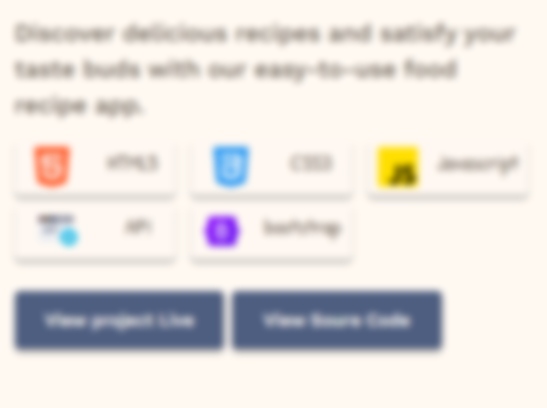 Discover delicious recipes and satisfy your
taste buds with our easy-to-use food
recipe app.
HTML5 CSS3 JS Javascript
API B bootstrap
View project Live View Soure Code